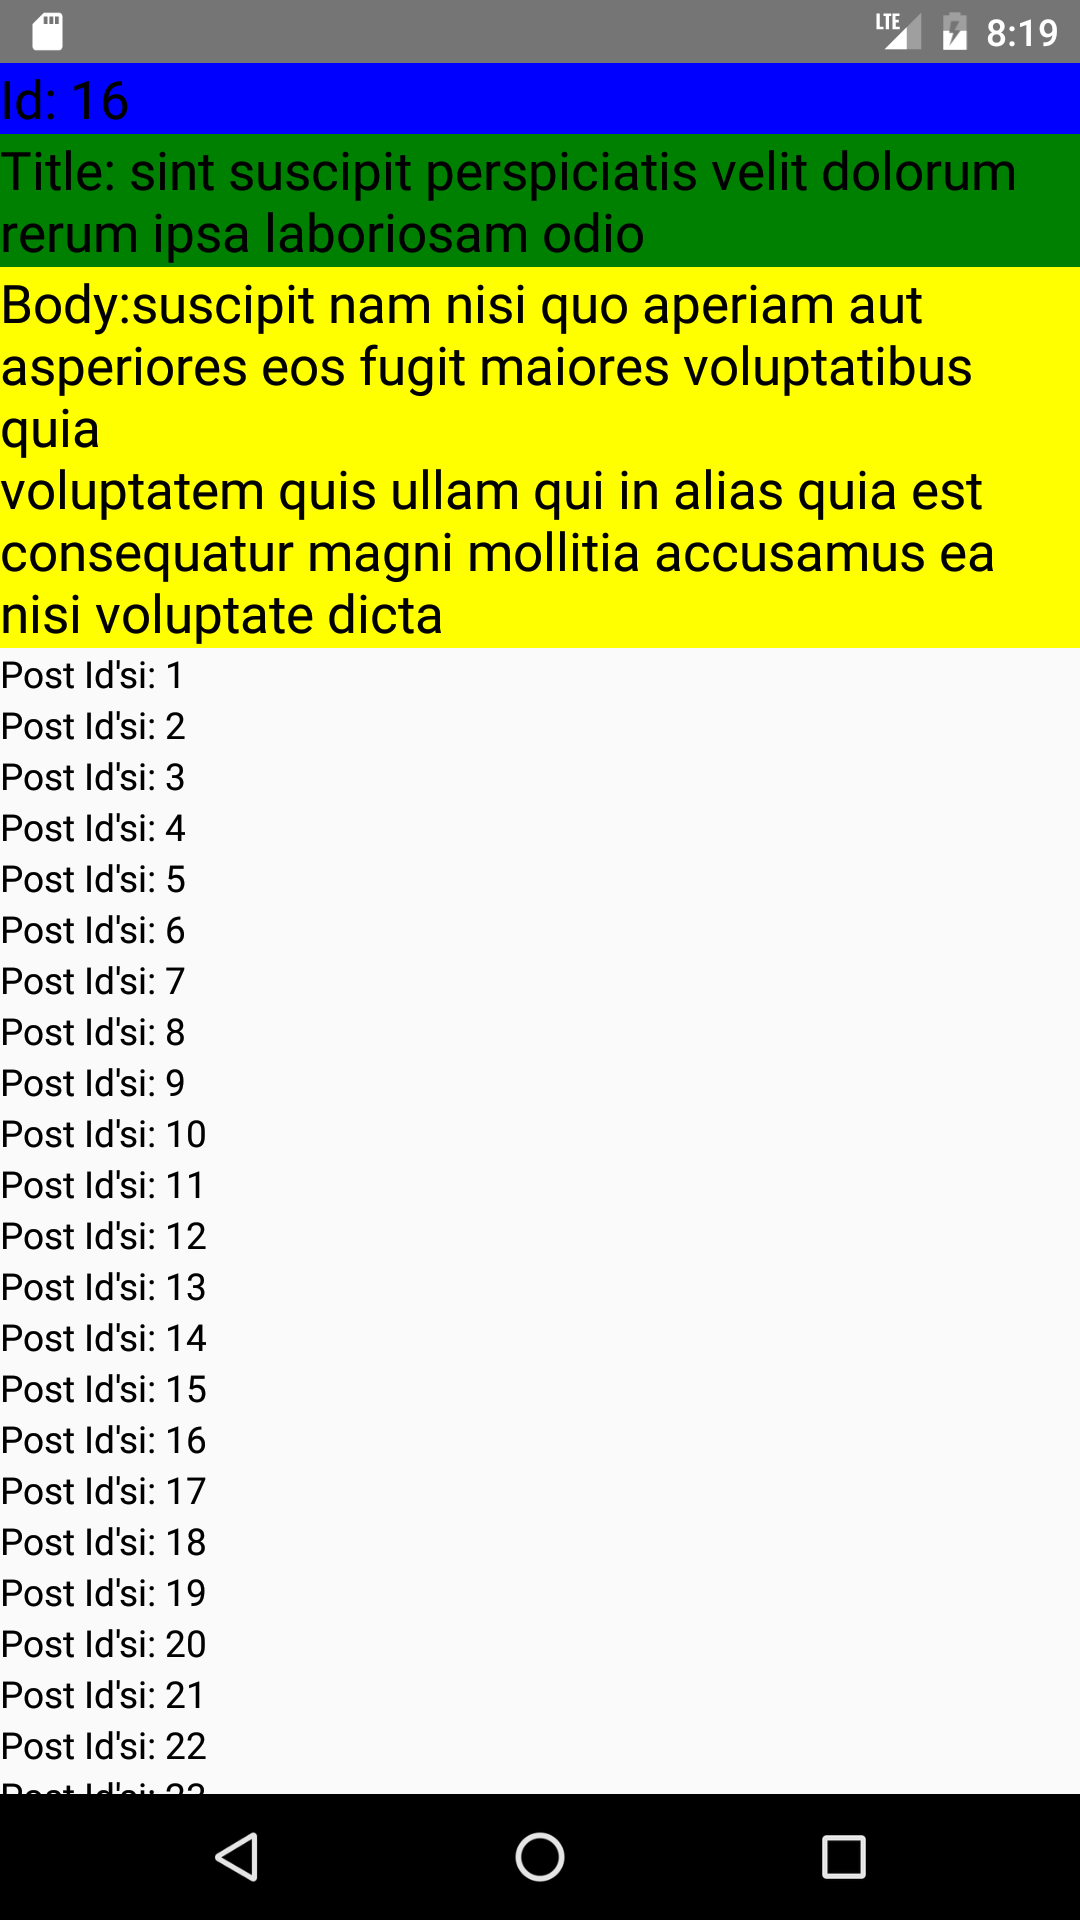 LTE 8:19
Id: 16
Title: sint suscipit perspiciatis velit dolorum
rerum ipsa laboriosam odio
Body:suscipit nam nisi quo aperiam aut
asperiores eos fugit maiores voluptatibus
quia
voluptatem quis ullam qui in alias quia est
consequatur magni mollitia accusamus ea
nisi voluptate dicta
Post Id'si: 1
Post Id'si: 2
Post Id'si: 3
Post Id'si: 4
Post Id'si: 5
Post Id'si: 6
Post Id'si: 7
Post Id'si: 8
Post Id'si: 9
Post Id'si: 10
Post Id'si: 11
Post Id'si: 12
Post Id'si: 13
Post Id'si: 14
Post Id'si: 15
Post Id'si: 16
Post Id'si: 17
Post Id'si: 18
Post Id'si: 19
Post Id'si: 20
Post Id'si: 21
Post Id'si: 22
Post Id'si: 23